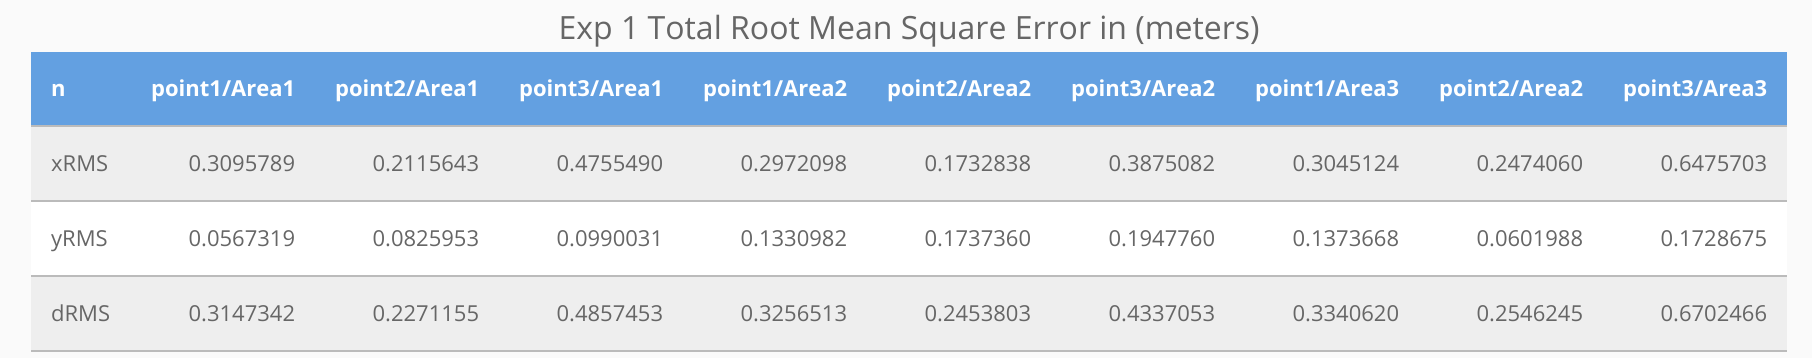 Exp 1 Total Root Mean Square Error in (meters)
n point1/Area1 point2/Area1 point3/Area1 point1/Area2 point2/Area2 point3/Area2 point1/Area3 point2/Area2 point3/Area3
xRMS 0.3095789 0.2115643 0.4755490 0.2972098 0.1732838 0.3875082 0.3045124 0.2474060 0.6475703
yRMS 0.0567319 0.0825953 0.0990031 0.1330982 0.1737360 0.1947760 0.1373668 0.0601988 0.1728675
dRMS 0.3147342 0.2271155 0.4857453 0.3256513 0.2453803 0.4337053 0.3340620 0.2546245 0.6702466